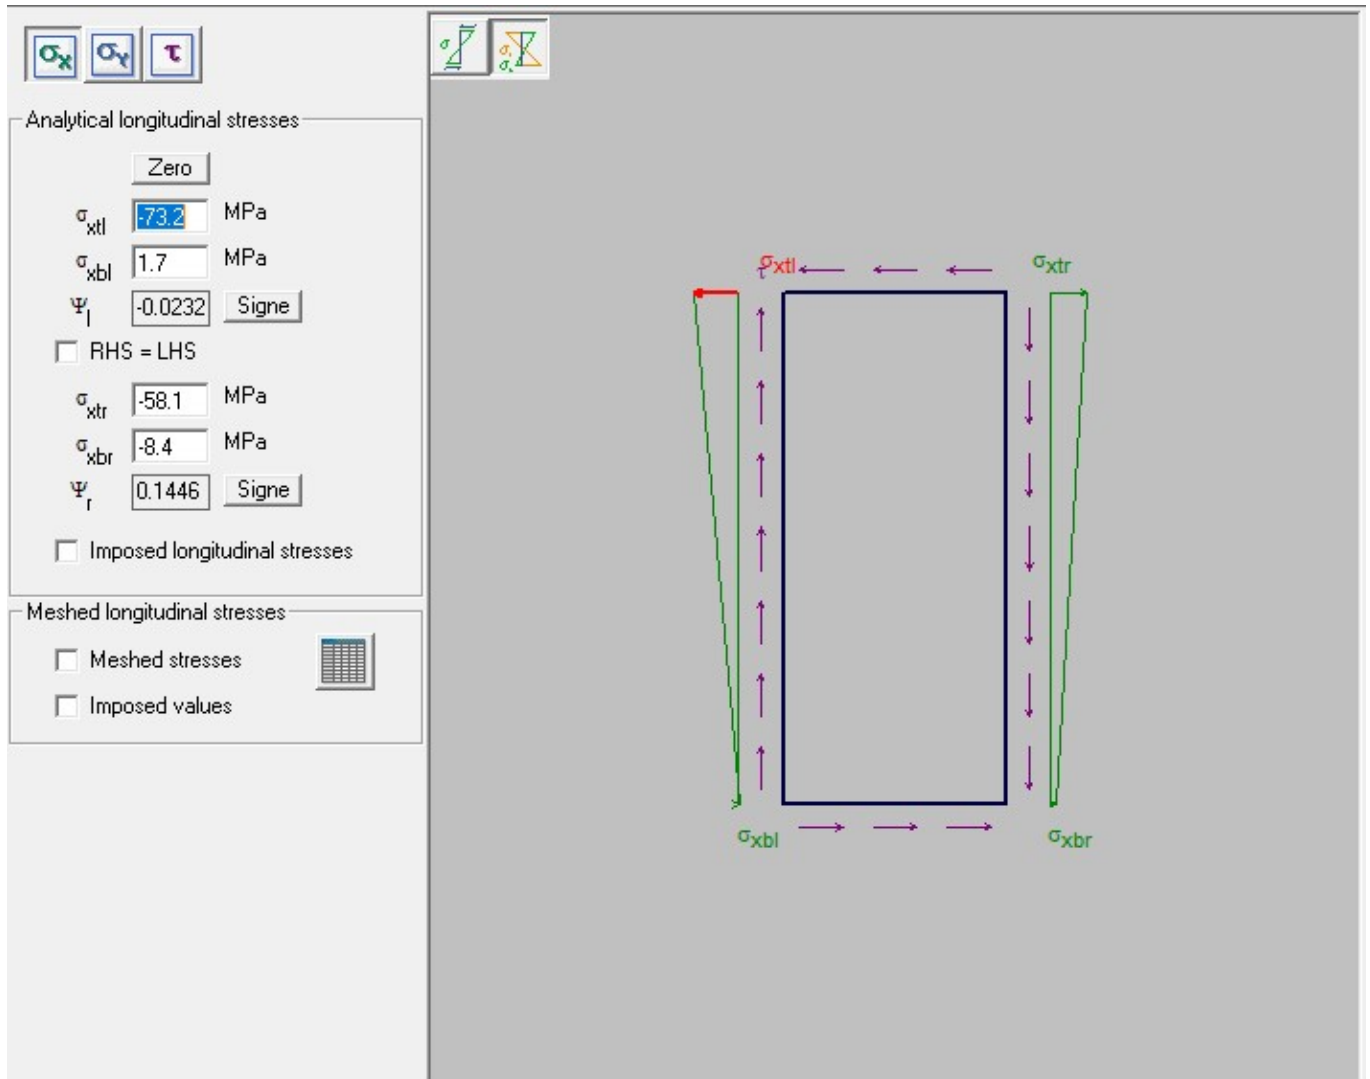 σx σY τ
σ σ σ
Analytical longitudinal stresses
Zero
σxtl -73.2 MPa
σxbl 1.7 MPa
Ψl -0.0232 Signe
RHS = LHS
σxtr -58.1 MPa
σxbr -8.4 MPa
Ψr 0.1446 Signe
Imposed longitudinal stresses
Meshed longitudinal stresses
Meshed stresses
Imposed values
τ σxtl σxtr
σxbl σxbr